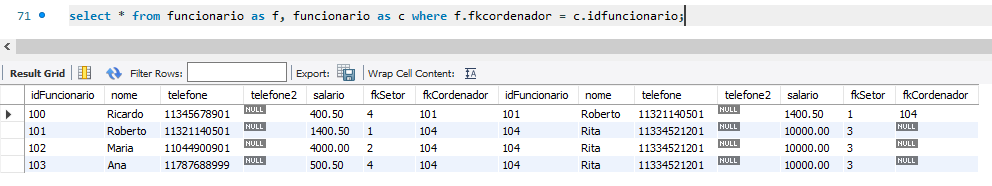 71 select * from funcionario as f, funcionario as c where f.fkcordenador = c.idfuncionario;
Result Grid Filter Rows: Export: Wrap Cell Content: IA
idFuncionario nome telefone telefone2 salario fkSetor fkCordenador idFuncionario nome telefone telefone2 salario fkSetor fkCordenador
100 Ricardo 11345678901 NULL 400.50 4 101 101 Roberto 11321140501 NULL 1400.50 1 104
101 Roberto 11321140501 NULL 1400.50 1 104 104 Rita 11334521201 NULL 10000.00 3 NULL
102 Maria 11044900901 NULL 4000.00 2 104 104 Rita 11334521201 NULL 10000.00 3 NULL
103 Ana 11787688999 NULL 500.50 4 104 104 Rita 11334521201 NULL 10000.00 3 NULL